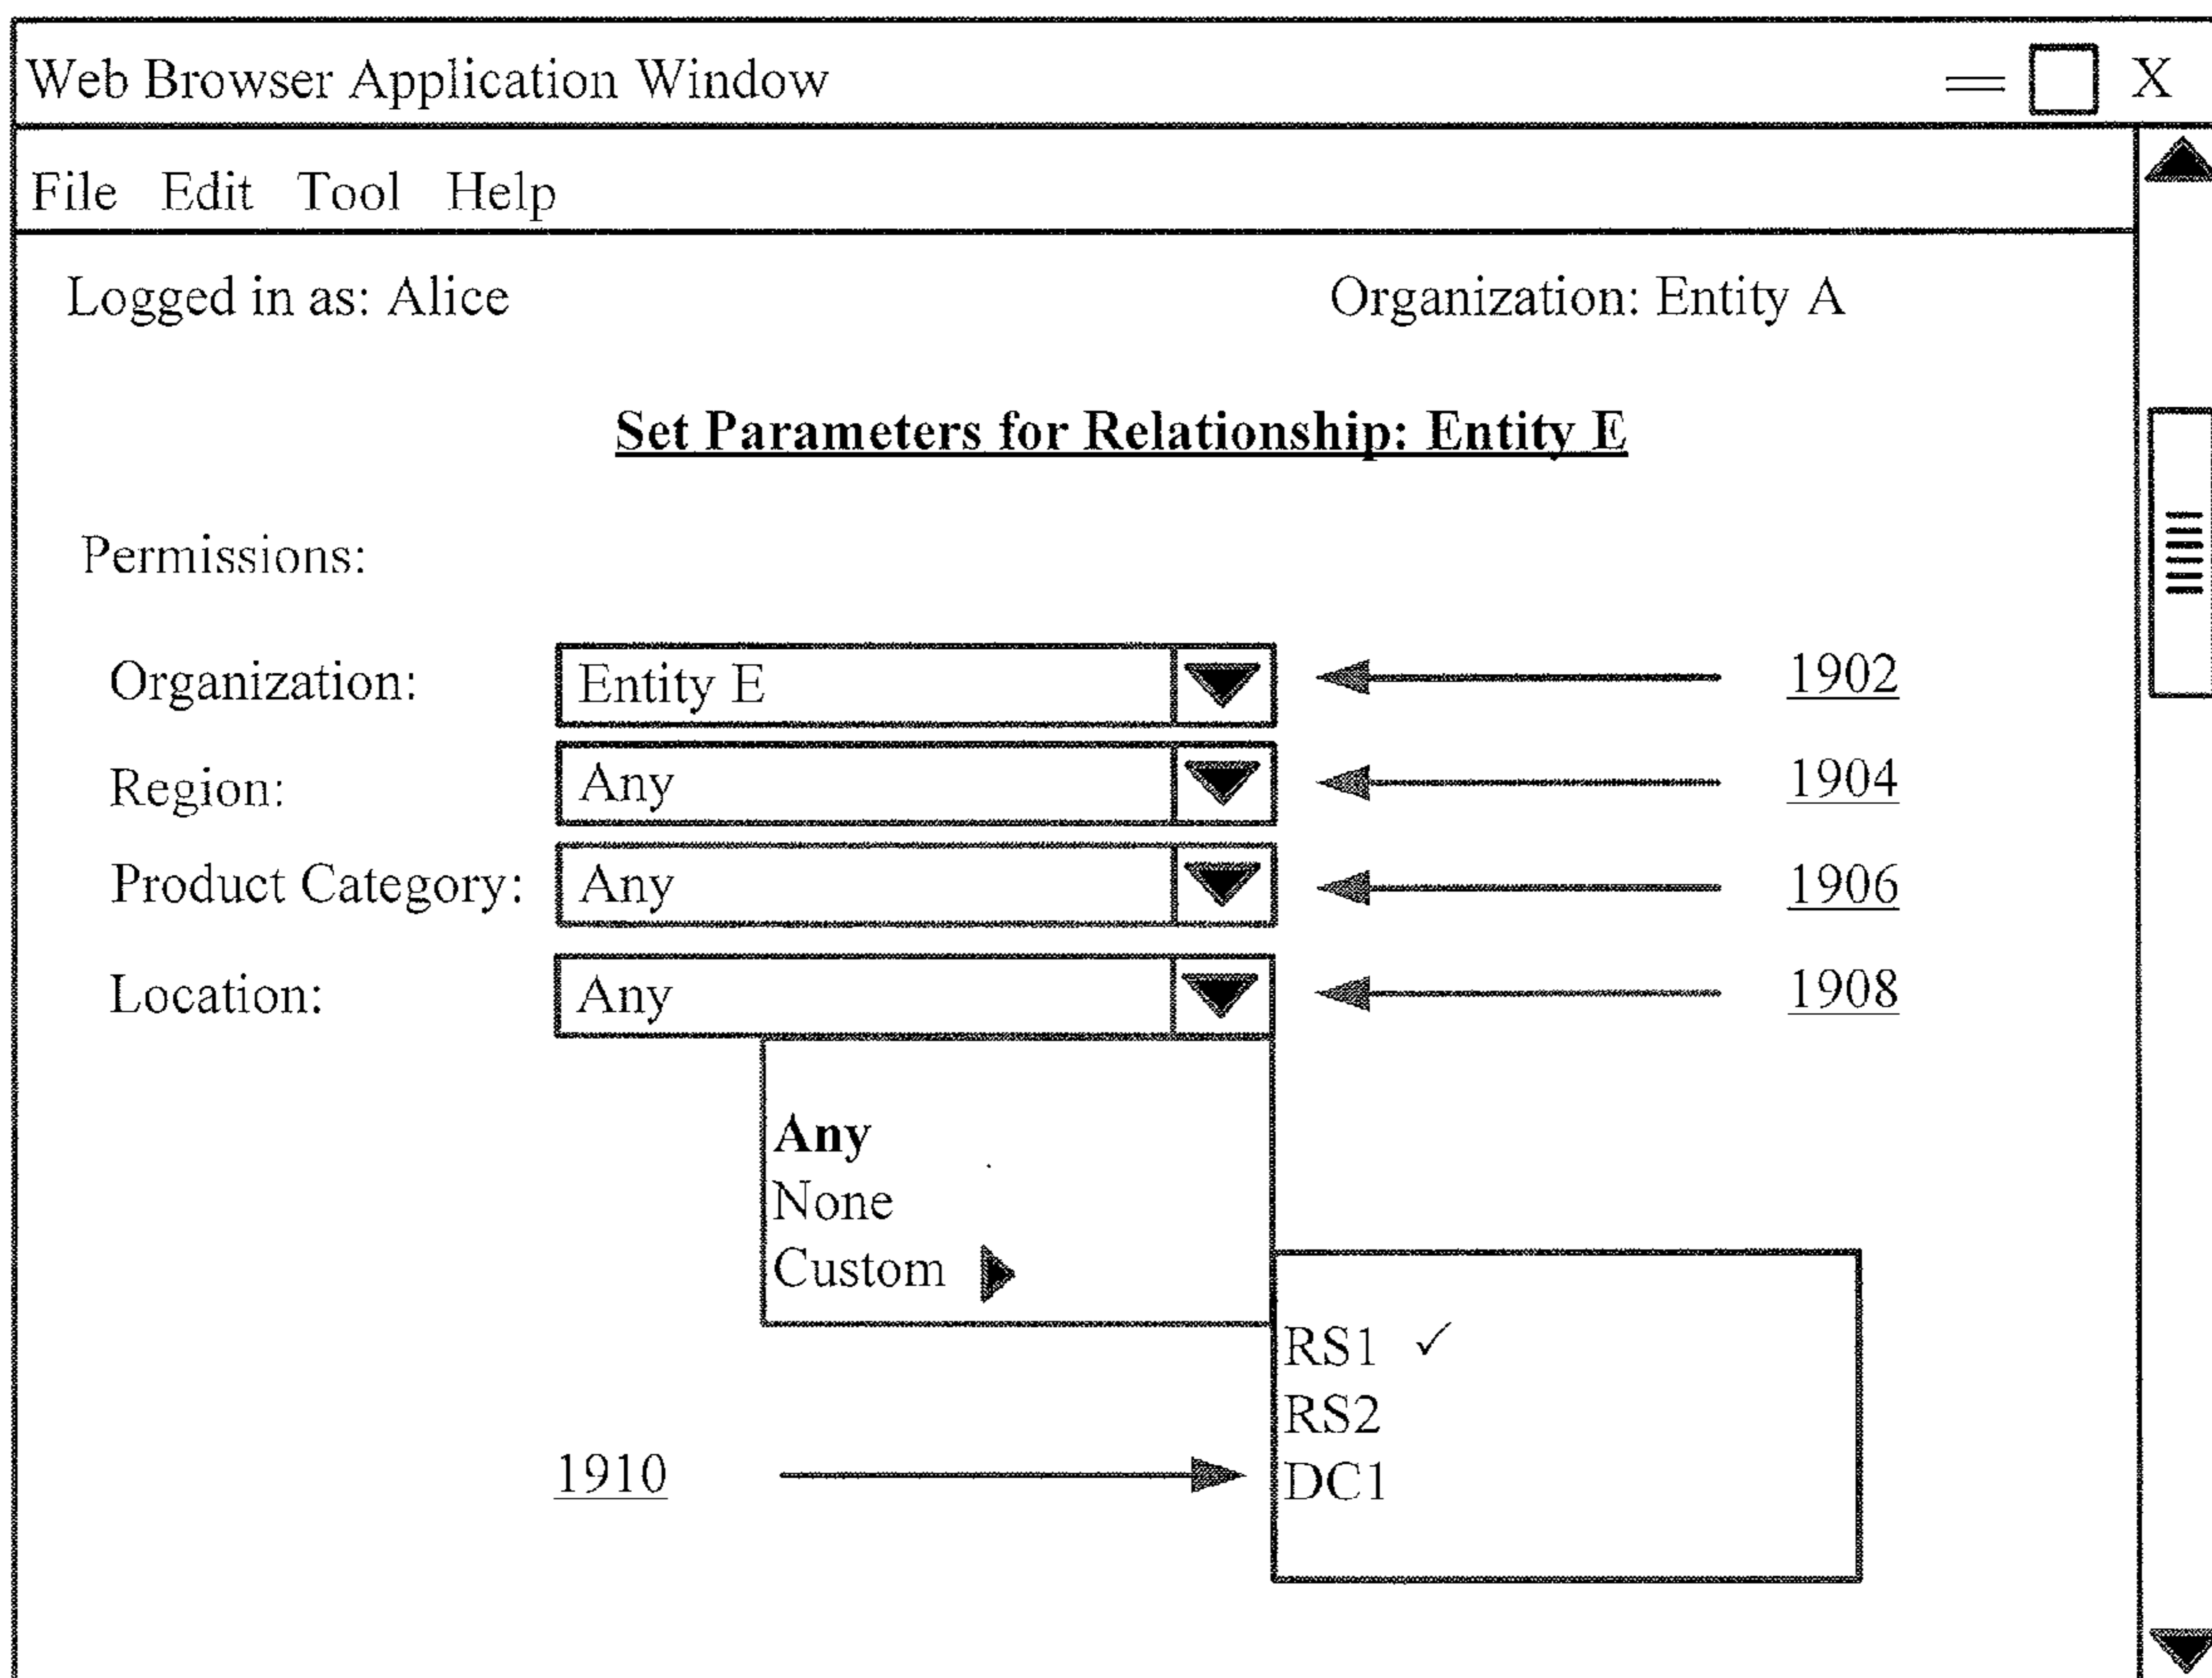 Web Browser Application Window X
File Edit Tool Help
Logged in as: Alice Organization: Entity A
Set Parameters for Relationship: Entity E
Permissions:
Organization: Entity E 1902
Region: Any 1904
Product Category: Any 1906
Location: Any 1908
Any
None
Custom
RS1 ✓
RS2
1910 DC1